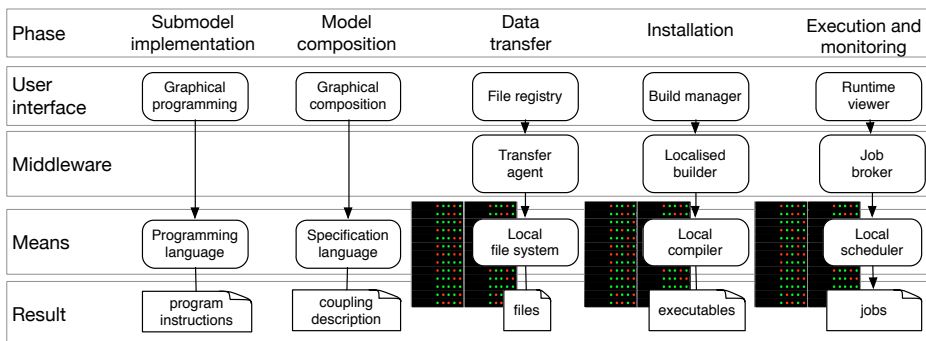 Phase
Submodel
implementation
Model
composition
Data
transfer
Installation
Execution and
monitoring
User
interface
Graphical
programming
Graphical
composition
File registry
Build manager
Runtime
viewer
Middleware
Transfer
agent
Localised
builder
Job
broker
Means
Programming
language
Specification
language
Local
file system
Local
compiler
Local
scheduler
Result
program
instructions
coupling
description
files
executables
jobs